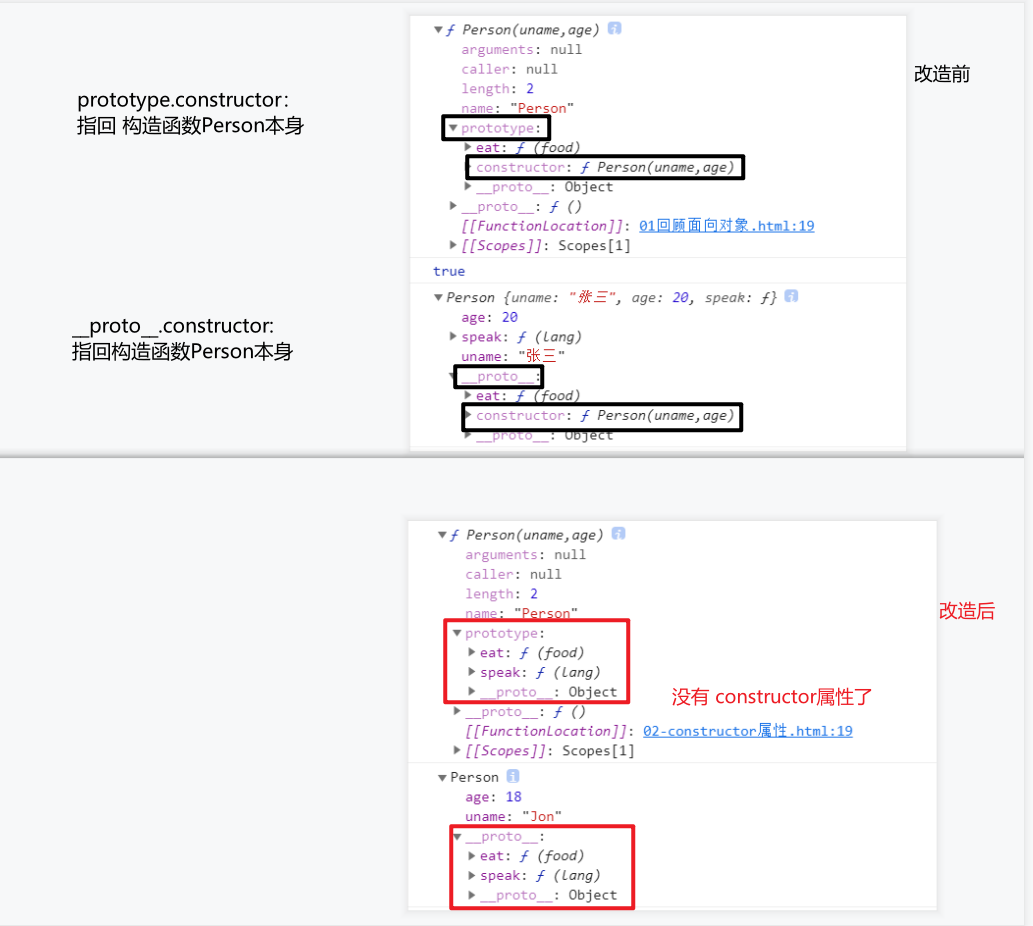 ▼ƒ Person(uname,age) i
arguments: null
caller: null
length: 2
name: "Person"
▼prototype:
▶eat: ƒ (food)
▶constructor: ƒ Person(uname,age)
▶__proto__: Object
▶__proto__: ƒ ()
[[FunctionLocation]]: 01回顾面向对象.html:19
▶[[Scopes]]: Scopes[1]
改造前
prototype.constructor:
指回 构造函数Person本身
true
▼Person {uname: "张三", age: 20, speak: ƒ} i
age: 20
▶speak: ƒ (lang)
uname: "张三"
▼__proto__:
▶eat: ƒ (food)
▶constructor: ƒ Person(uname,age)
▶__proto__: Object
__proto__.constructor:
指回构造函数Person本身
▼ƒ Person(uname,age) i
arguments: null
caller: null
length: 2
name: "Person"
▼prototype:
▶eat: ƒ (food)
▶speak: ƒ (lang)
▶__proto__: Object
▶__proto__: ƒ ()
[[FunctionLocation]]: 02-constructor属性.html:19
▶[[Scopes]]: Scopes[1]
改造后
没有 constructor属性了
▼Person i
age: 18
uname: "Jon"
▼__proto__:
▶eat: ƒ (food)
▶speak: ƒ (lang)
▶__proto__: Object